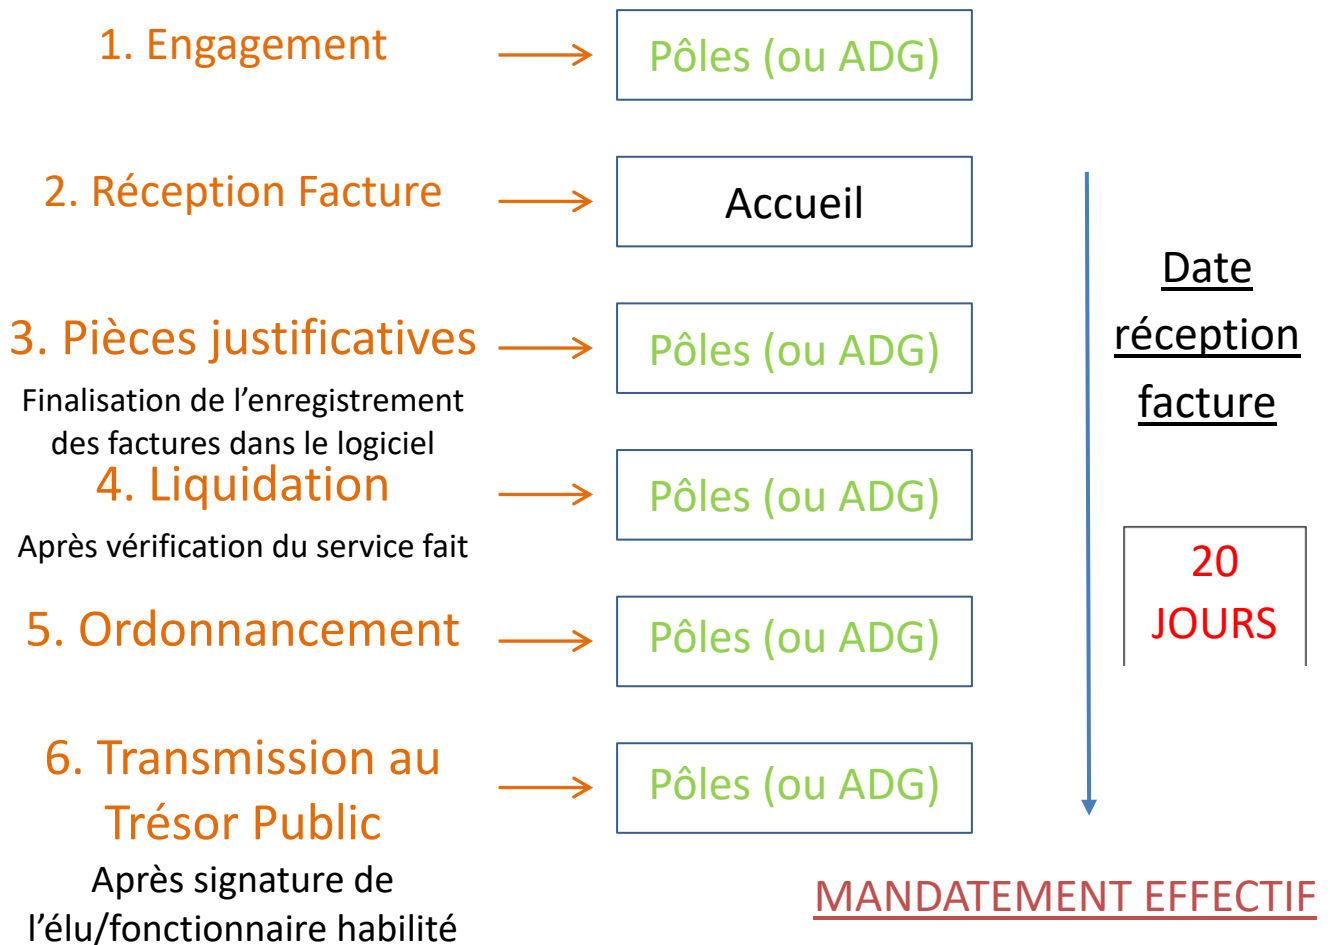 1. Engagement
Pôles (ou ADG)
2. Réception Facture
Accueil
3. Pièces justificatives
Pôles (ou ADG)
Finalisation de l’enregistrement
des factures dans le logiciel
4. Liquidation
Pôles (ou ADG)
Après vérification du service fait
5. Ordonnancement
Pôles (ou ADG)
6. Transmission au
Trésor Public
Pôles (ou ADG)
Après signature de
l’élu/fonctionnaire habilité
Date
réception
facture
20
JOURS
MANDATEMENT EFFECTIF